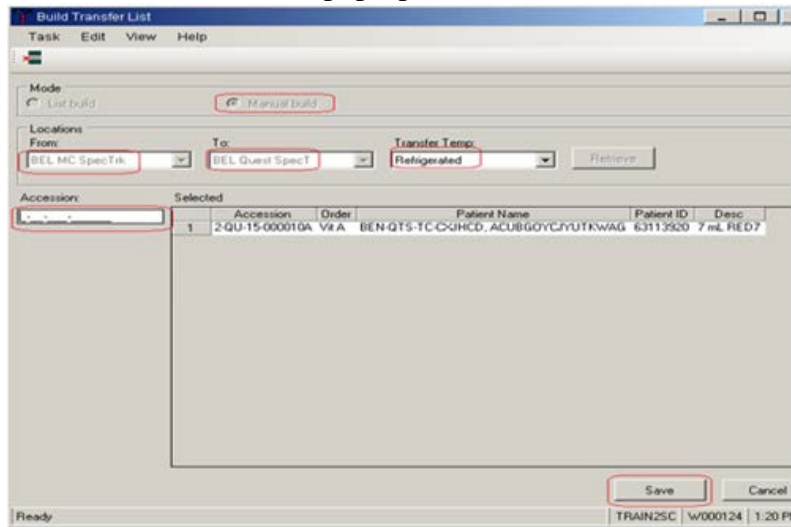 Build Transfer List
Task Edit View Help
Mode
List build Manual build
Locations
From: To: Transfer Temp:
BEL MC SpecTrk BEL Quest SpecT Refrigerated Retrieve
Accession: Selected
Accession Order Patient Name Patient ID Desc
1 2-QU-15-000010A Vit A 63113920 7 mL RED7
Save Cancel
Ready TRAIN2SC W000124 1:20 P